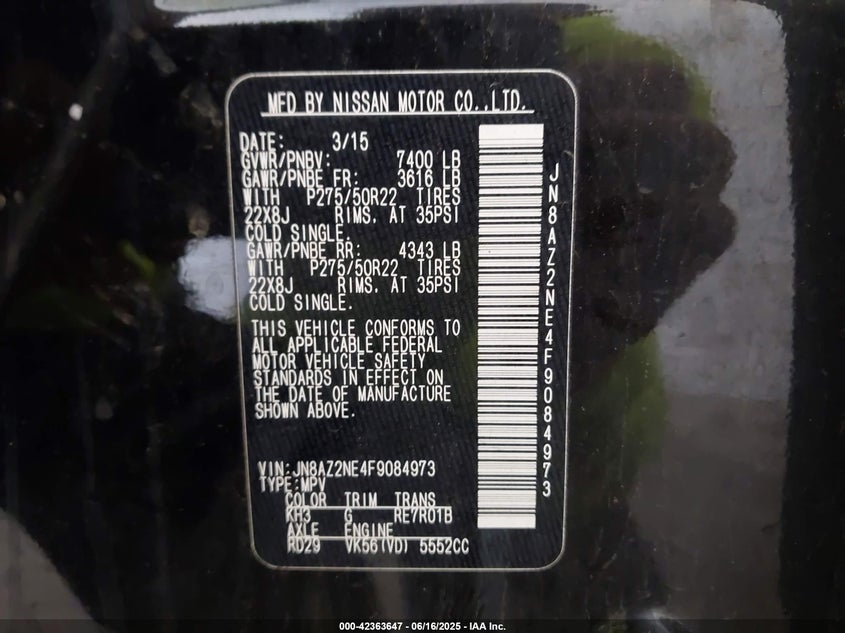 MFD BY NISSAN MOTOR CO.,LTD.
DATE: 3/15
GVWR/PNBV: 7400 LB
GAWR/PNBE FR: 3616 LB
WITH P275/50R22 TIRES
22X8J RIMS. AT 35PSI
COLD SINGLE.
GAWR/PNBE RR: 4343 LB
WITH P275/50R22 TIRES
22X8J RIMS. AT 35PSI
COLD SINGLE.
THIS VEHICLE CONFORMS TO
ALL APPLICABLE FEDERAL
MOTOR VEHICLE SAFETY
STANDARDS IN EFFECT ON
THE DATE OF MANUFACTURE
SHOWN ABOVE.
VIN:JN8AZ2NE4F9084973
TYPE:MPV
COLOR TRIM TRANS
KH3 G RE7R01B
AXLE ENGINE
RD29 VK56(VD) 5552CC
JN8AZ2NE4F9084973
000-42363647 - 06/16/2025 - IAA Inc.